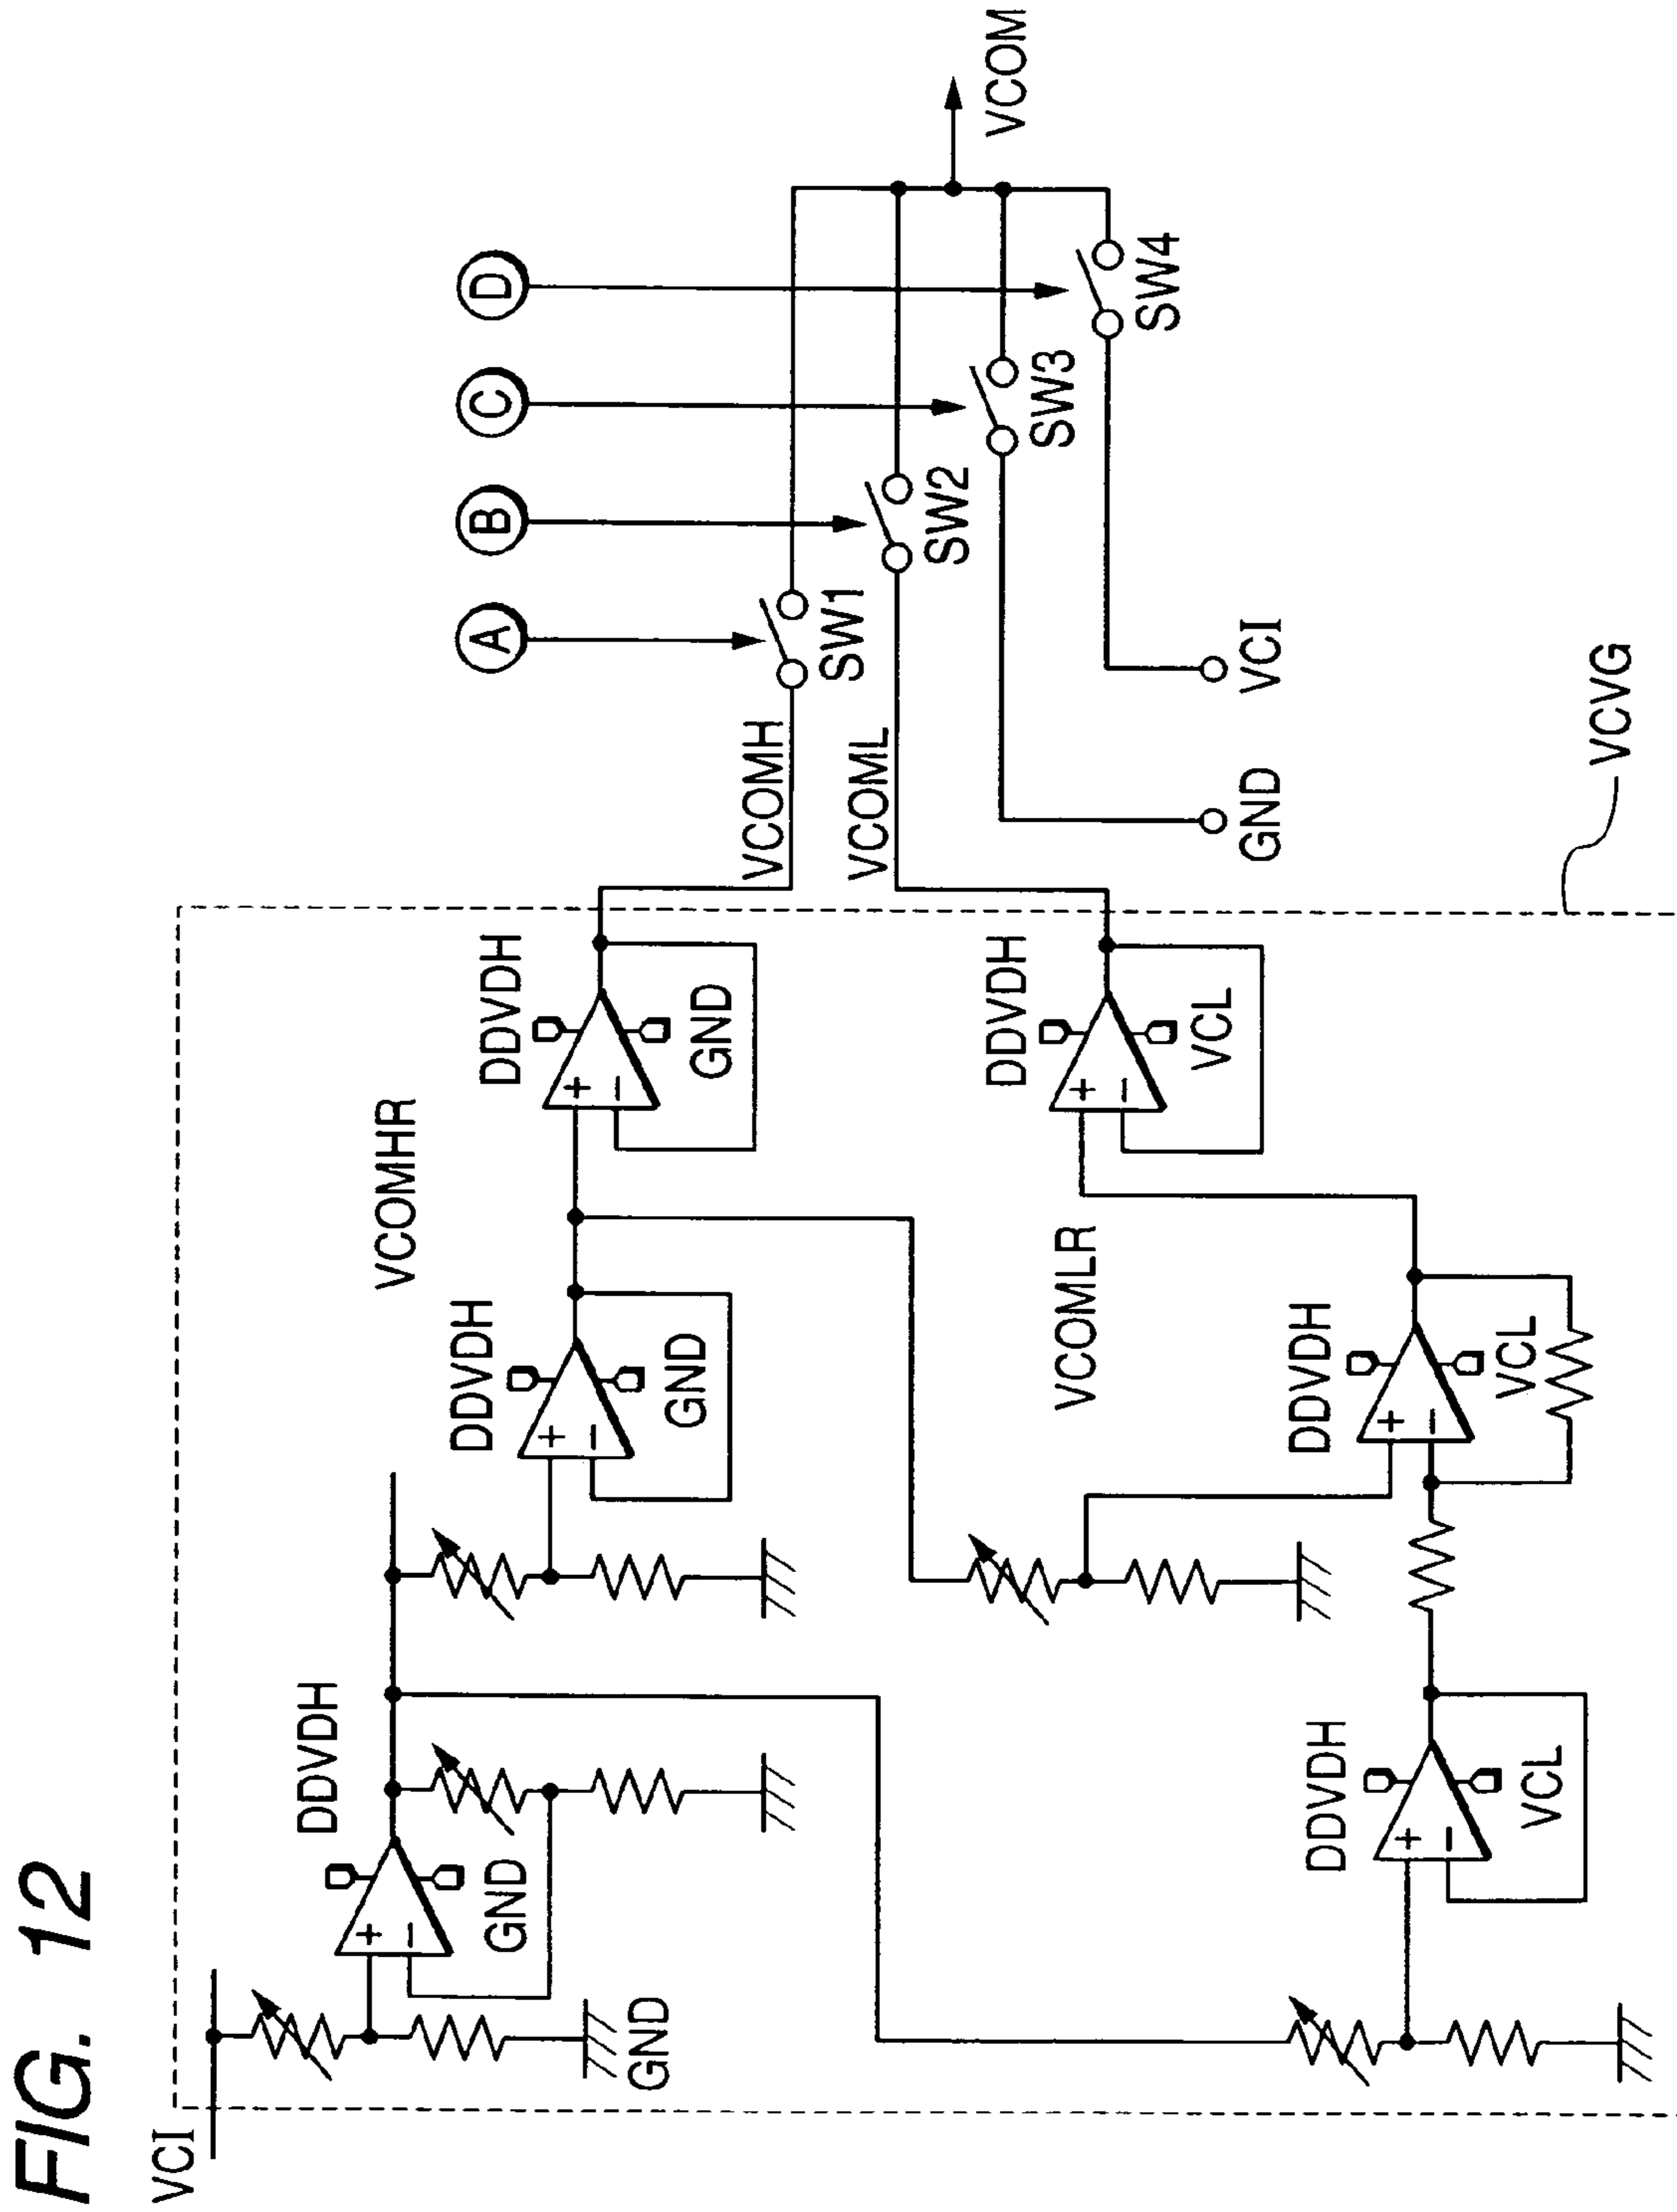 FIG. 12
VCI
GND
+
−
GND
DDVDH
+
−
GND
DDVDH
VCOMHR
+
−
GND
DDVDH
+
−
VCL
DDVDH
+
−
VCL
DDVDH
VCOMLR
+
−
VCL
DDVDH
VCOMH
VCOML
A
B
C
D
SW1
SW2
SW3
SW4
GND
VCI
VCOM
VCVG